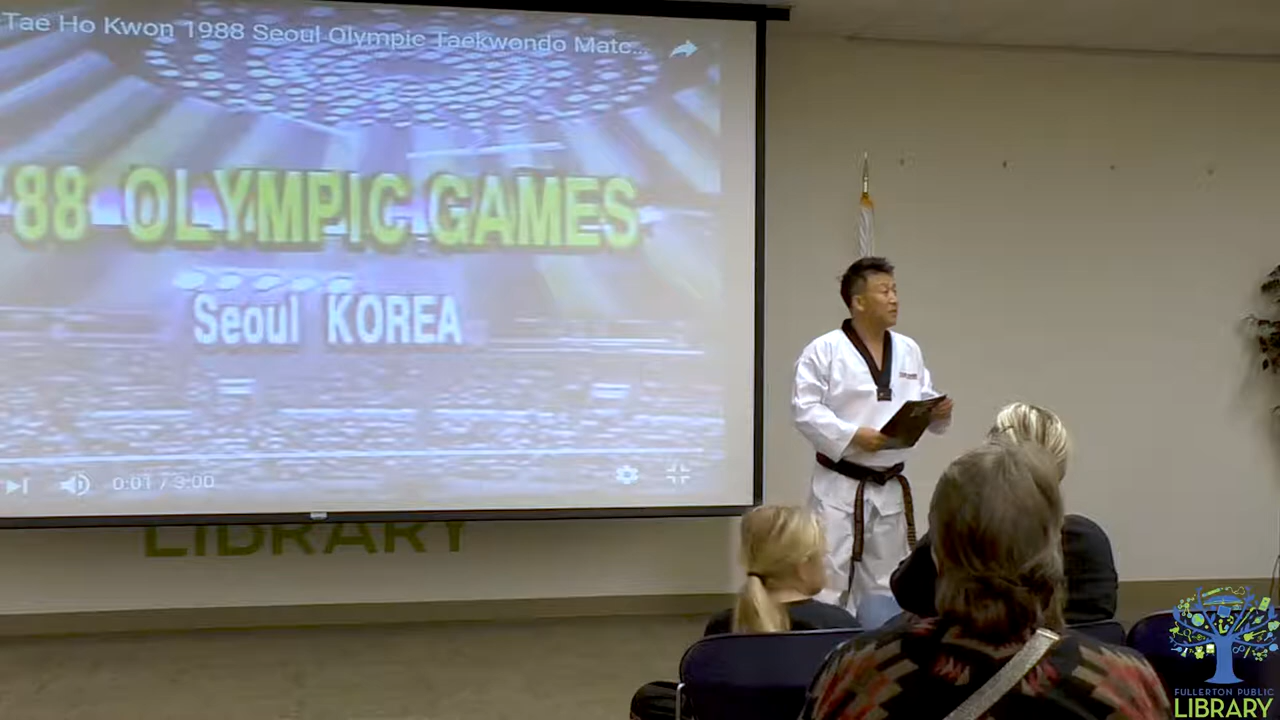 Tae Ho Kwon 1988 Seoul Olympic Taekwondo Matc...
'88 OLYMPIC GAMES
Seoul KOREA
0:01 / 3:00
LIBRARY
FULLERTON PUBLIC
LIBRARY